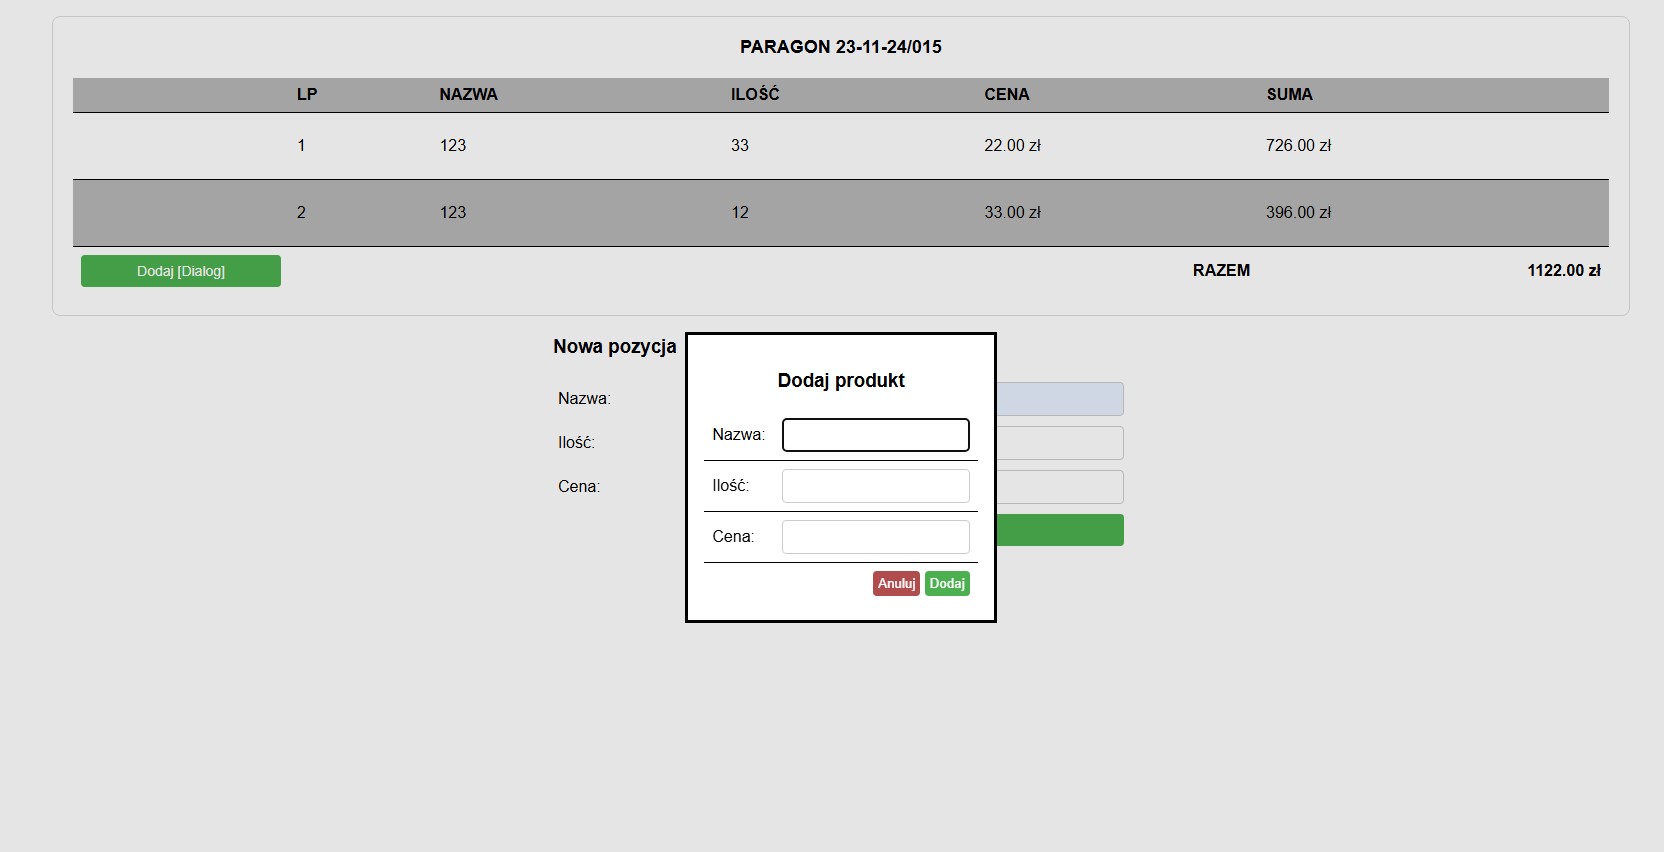 PARAGON 23-11-24/015
LP NAZWA ILOŚĆ CENA SUMA
1 123 33 22.00 zł 726.00 zł
2 123 12 33.00 zł 396.00 zł
Dodaj [Dialog] RAZEM 1122.00 zł
Nowa pozycja
Nazwa:
Ilość:
Cena:
Dodaj produkt
Nazwa:
Ilość:
Cena:
Anuluj Dodaj